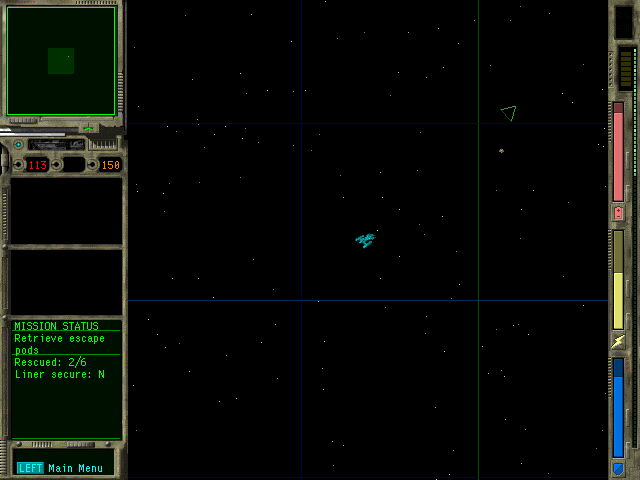 113 150
MISSION STATUS
Retrieve escape
pods
Rescued: 2/6
Liner secure: N
LEFT Main Menu